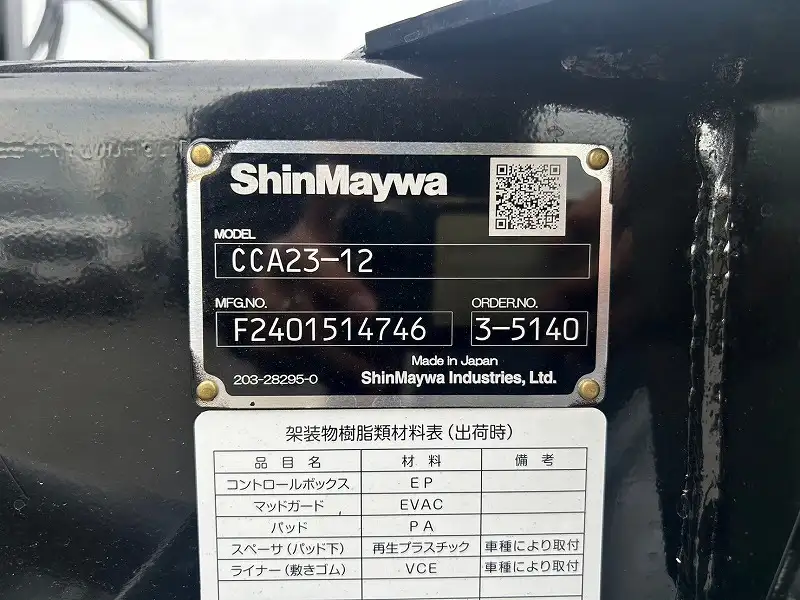 ShinMaywa
MODEL
CCA23-12
MFG.NO. ORDER.NO.
F2401514746 3-5140
Made in Japan
203-28295-0 ShinMaywa Industries, Ltd.
架装物樹脂類材料表(出荷時)
品目名 材料 備考
コントロールボックス EP
マッドガード EVAC
パッド PA
スペーサ(パッド下) 再生プラスチック 車種により取付
ライナー(敷きゴム) VCE 車種により取付